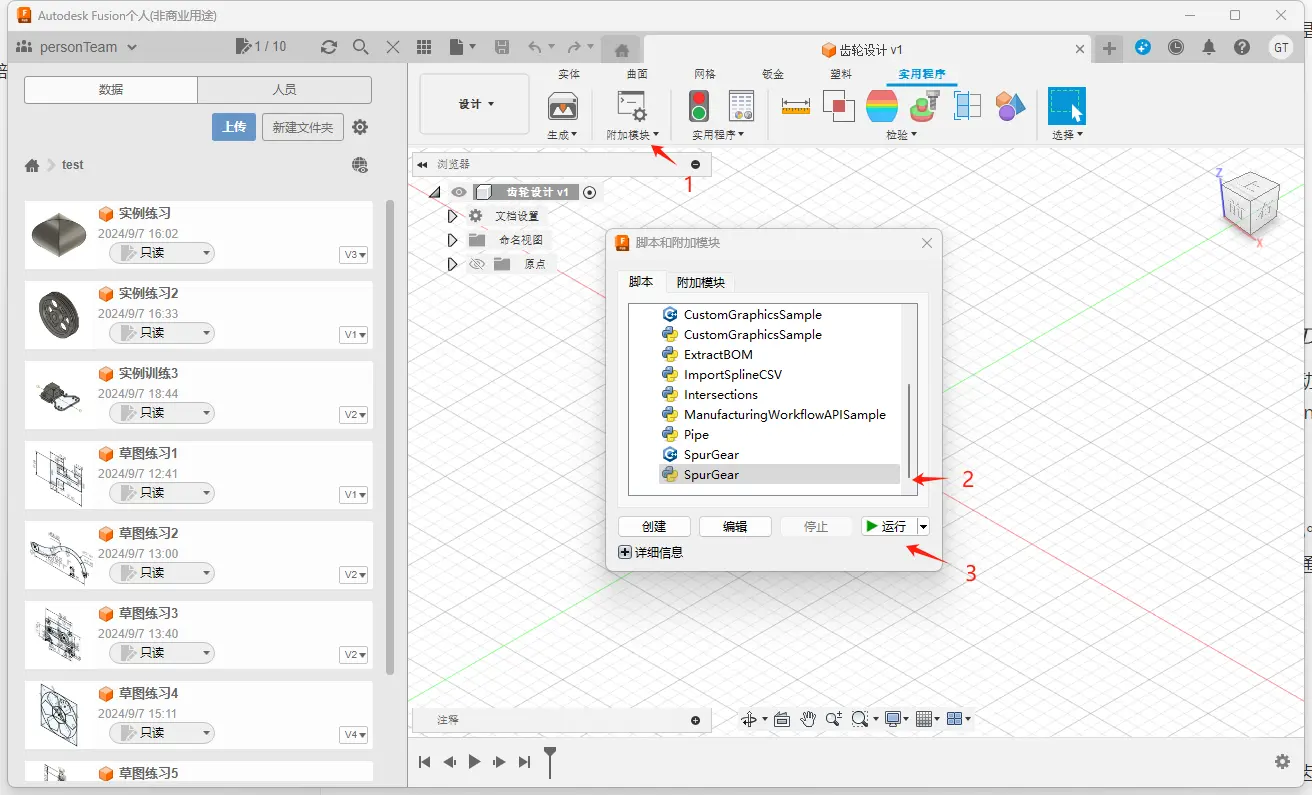 Autodesk Fusion个人(非商业用途)
personTeam
1 / 10
齿轮设计 v1
GT
数据
人员
上传
新建文件夹
test
实例练习
2024/9/7 16:02
只读
V3
实例练习2
2024/9/7 16:33
只读
V1
实例训练3
2024/9/7 18:44
只读
V2
草图练习1
2024/9/7 12:41
只读
V1
草图练习2
2024/9/7 13:00
只读
V2
草图练习3
2024/9/7 13:40
只读
V2
草图练习4
2024/9/7 15:11
只读
V4
草图练习5
设计
实体
曲面
网格
钣金
塑料
实用程序
生成
附加模块
实用程序
检验
选择
1
浏览器
齿轮设计 v1
文档设置
命名视图
原点
Z
上
前
右
X
脚本和附加模块
脚本
附加模块
CustomGraphicsSample
CustomGraphicsSample
ExtractBOM
ImportSplineCSV
Intersections
ManufacturingWorkflowAPISample
Pipe
SpurGear
SpurGear
2
创建
编辑
停止
运行
详细信息
3
注释